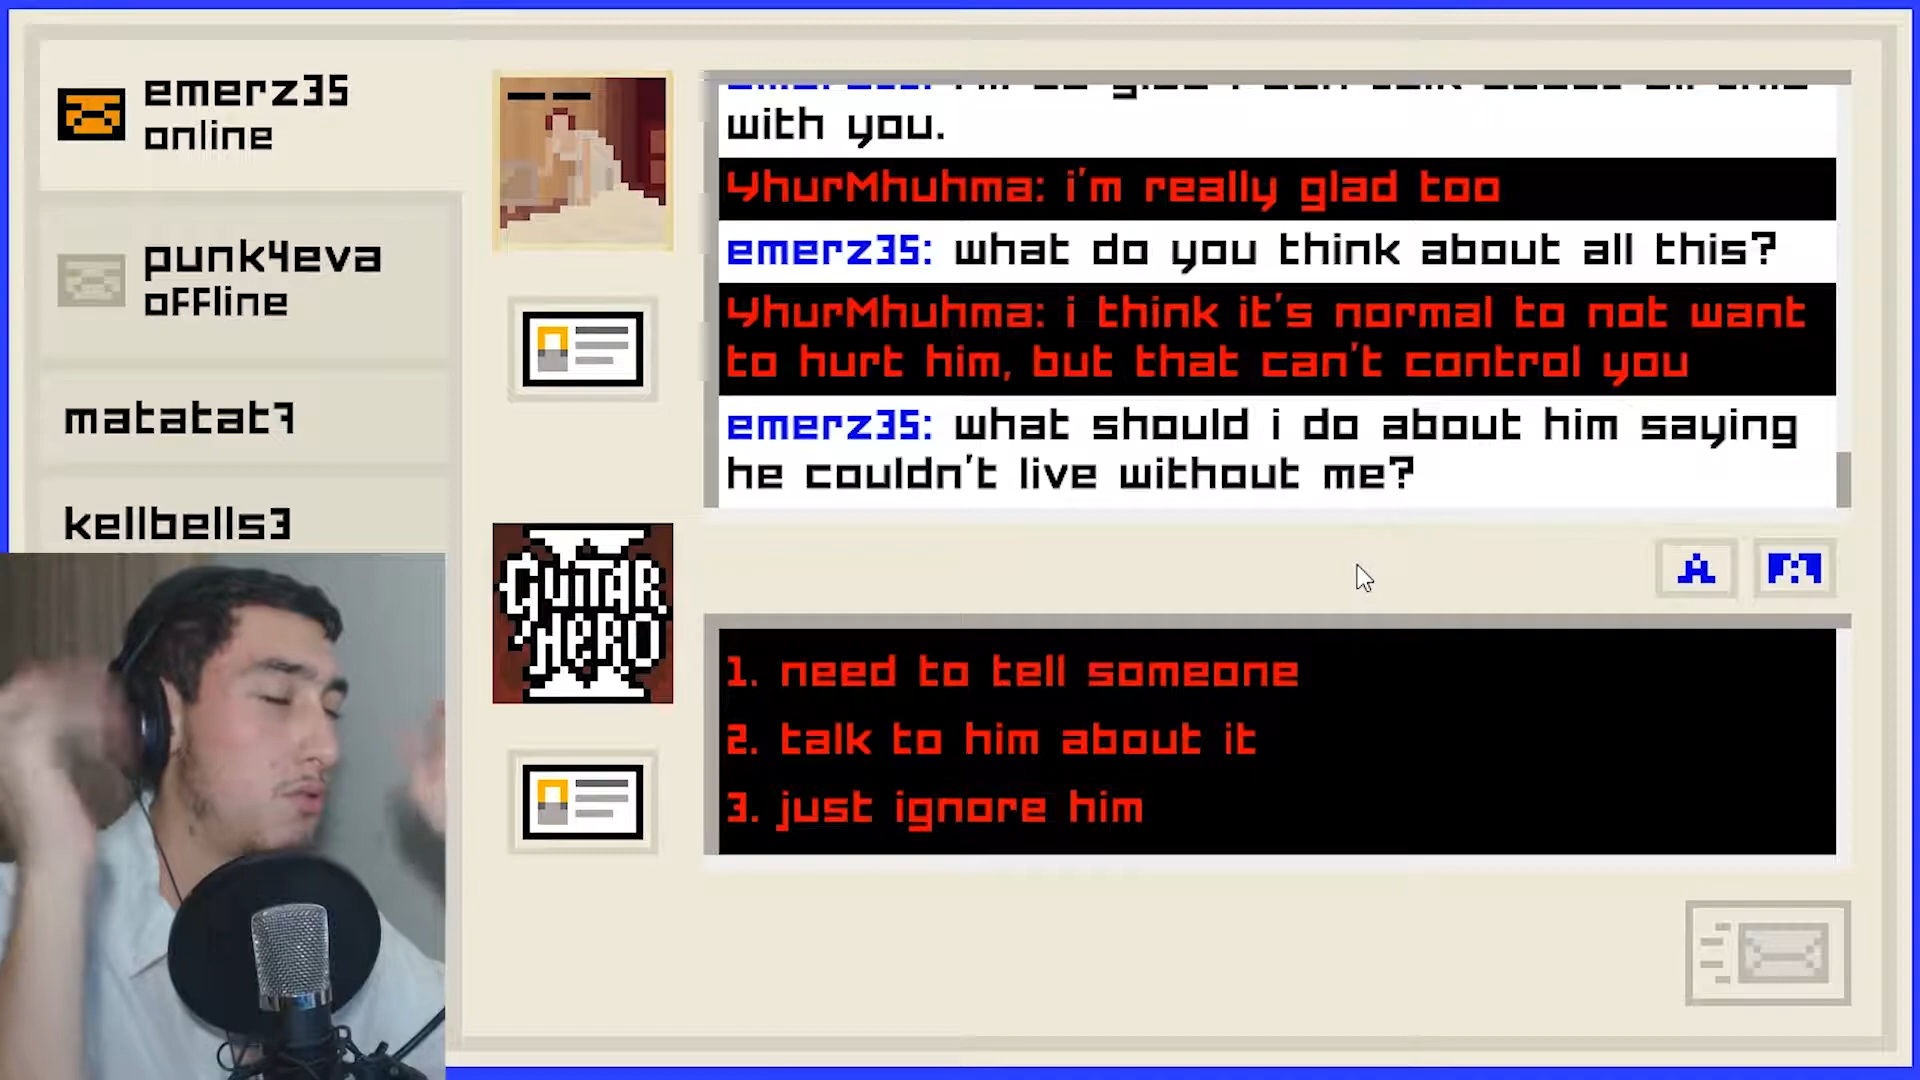 emerz35
online
punk4eva
offline
matatat7
kellbells3
with you.
YhurMhuhma: i'm really glad too
emerz35: what do you think about all this?
YhurMhuhma: i think it's normal to not want
to hurt him, but that can't control you
emerz35: what should i do about him saying
he couldn't live without me?
GUITAR
HERO
A
1. need to tell someone
2. talk to him about it
3. just ignore him